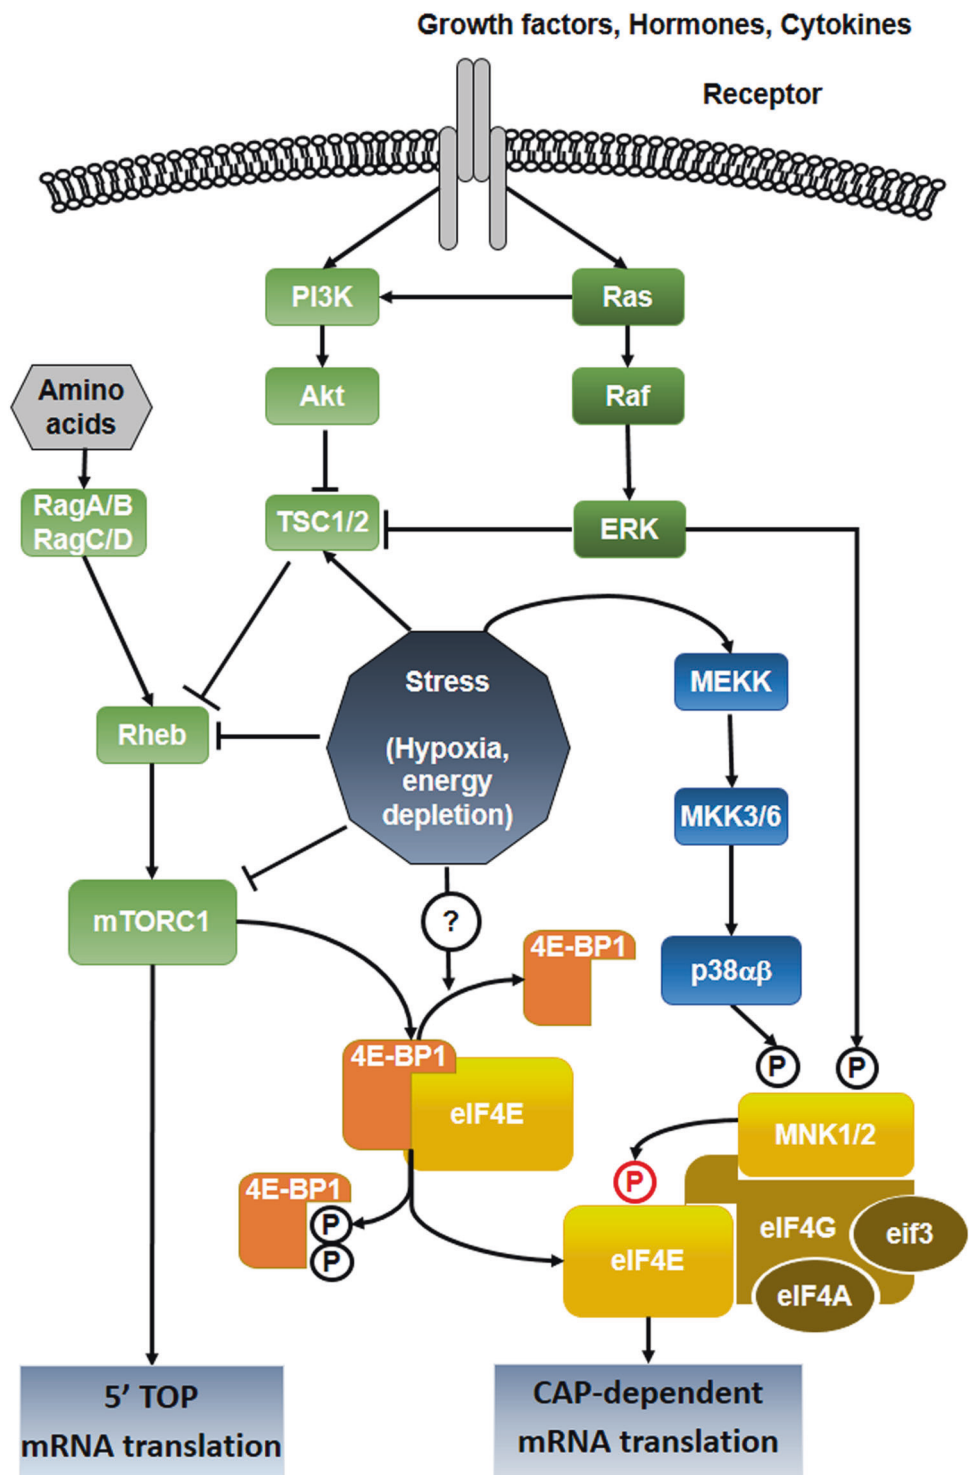 Growth factors, Hormones, Cytokines
Receptor
PI3K
Ras
Amino
acids
Akt
Raf
RagA/B
RagC/D
TSC1/2
ERK
Stress
(Hypoxia,
energy
depletion)
MEKK
Rheb
MKK3/6
mTORC1
?
4E-BP1
p38αβ
4E-BP1
eIF4E
P
P
MNK1/2
4E-BP1
P
P
P
eIF4G
eif3
eIF4E
eIF4A
5’ TOP
mRNA translation
CAP-dependent
mRNA translation